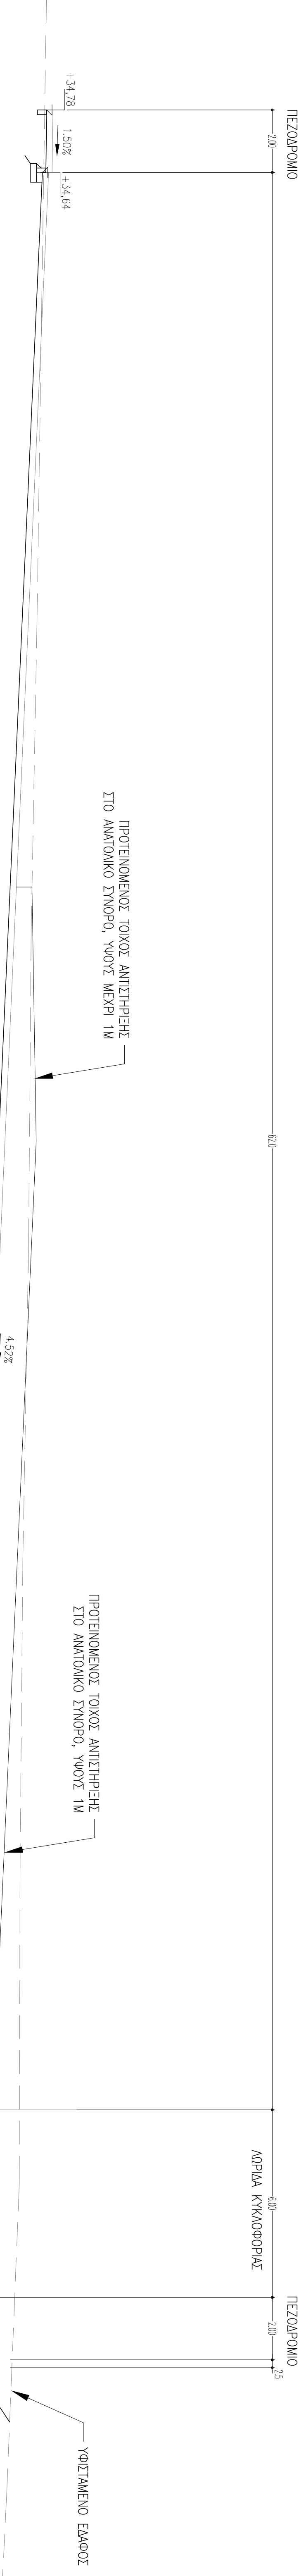 ΠΕΖΟΔΡΟΜΙΟ
2.00
+34,78
1.50%
+34,64
ΠΡΟΤΕΙΝΟΜΕΝΟΣ ΤΟΙΧΟΣ ΑΝΤΙΣΤΗΡΙΞΗΣ
ΣΤΟ ΑΝΑΤΟΛΙΚΟ ΣΥΝΟΡΟ, ΥΨΟΥΣ ΜΕΧΡΙ 1Μ
62.0
4.52%
ΠΡΟΤΕΙΝΟΜΕΝΟΣ ΤΟΙΧΟΣ ΑΝΤΙΣΤΗΡΙΞΗΣ
ΣΤΟ ΑΝΑΤΟΛΙΚΟ ΣΥΝΟΡΟ, ΥΨΟΥΣ 1Μ
ΛΩΡΙΔΑ ΚΥΚΛΟΦΟΡΙΑΣ
6.00
ΠΕΖΟΔΡΟΜΙΟ
2.00
2.5
ΥΦΙΣΤΑΜΕΝΟ ΕΔΑΦΟΣ